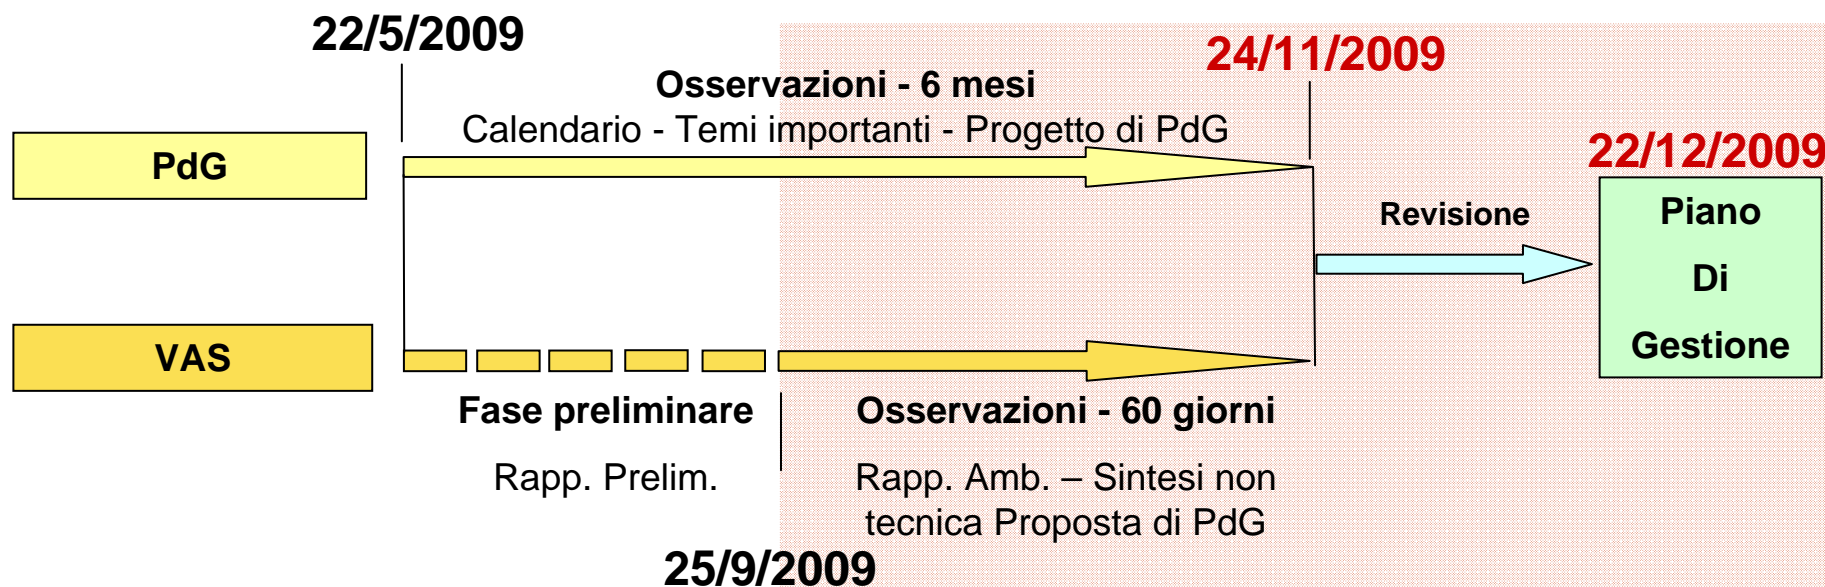 22/5/2009
24/11/2009
Osservazioni - 6 mesi
Calendario - Temi importanti - Progetto di PdG
22/12/2009
PdG
Revisione
Piano
Di
Gestione
VAS
Fase preliminare
Rapp. Prelim.
Osservazioni - 60 giorni
Rapp. Amb. – Sintesi non
tecnica Proposta di PdG
25/9/2009